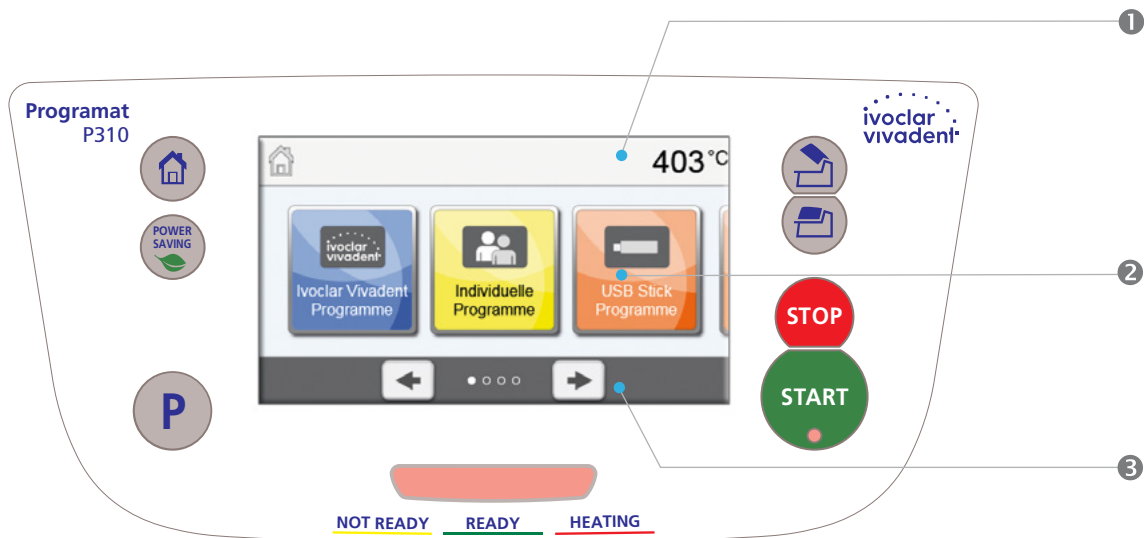 1
Programat
P310
ivoclar
vivadent
403°C
POWER
SAVING
ivoclar
vivadent
Ivoclar Vivadent
Programme
Individuelle
Programme
USB Stick
Programme
2
STOP
START
P
3
NOT READY READY HEATING